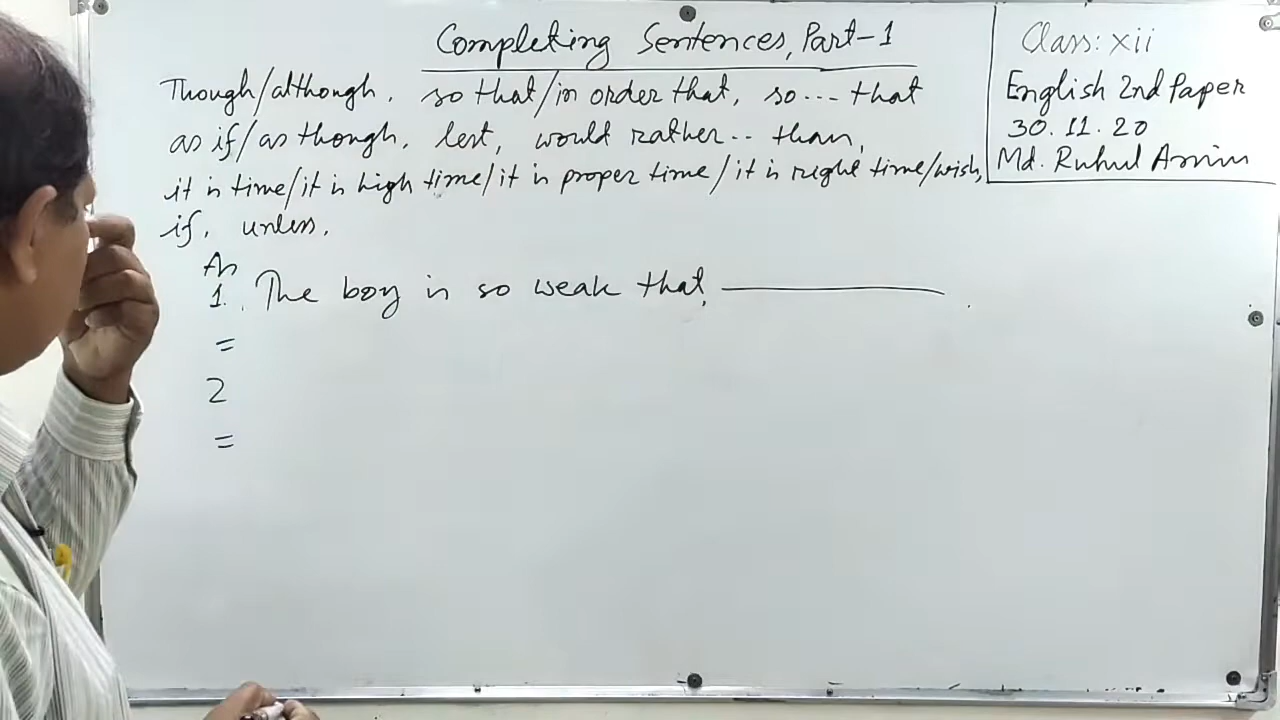 Completing Sentences, Part-1
Though/although, so that/in order that, so... that
as if/as though, lest, would rather.. than,
it is time/it is high time/it is proper time/it is right time/wish,
if, unless.
Class: xii
English 2nd Paper
30.11.20
Md. Ruhul Amin
An
1. The boy is so weak that, ____________ .
=
2
=